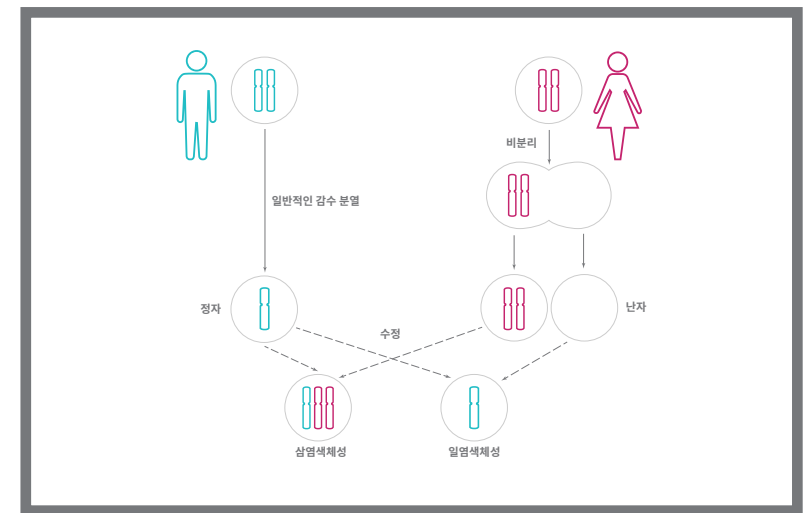 비분리
일반적인 감수 분열
정자
난자
수정
삼염색체성
일염색체성